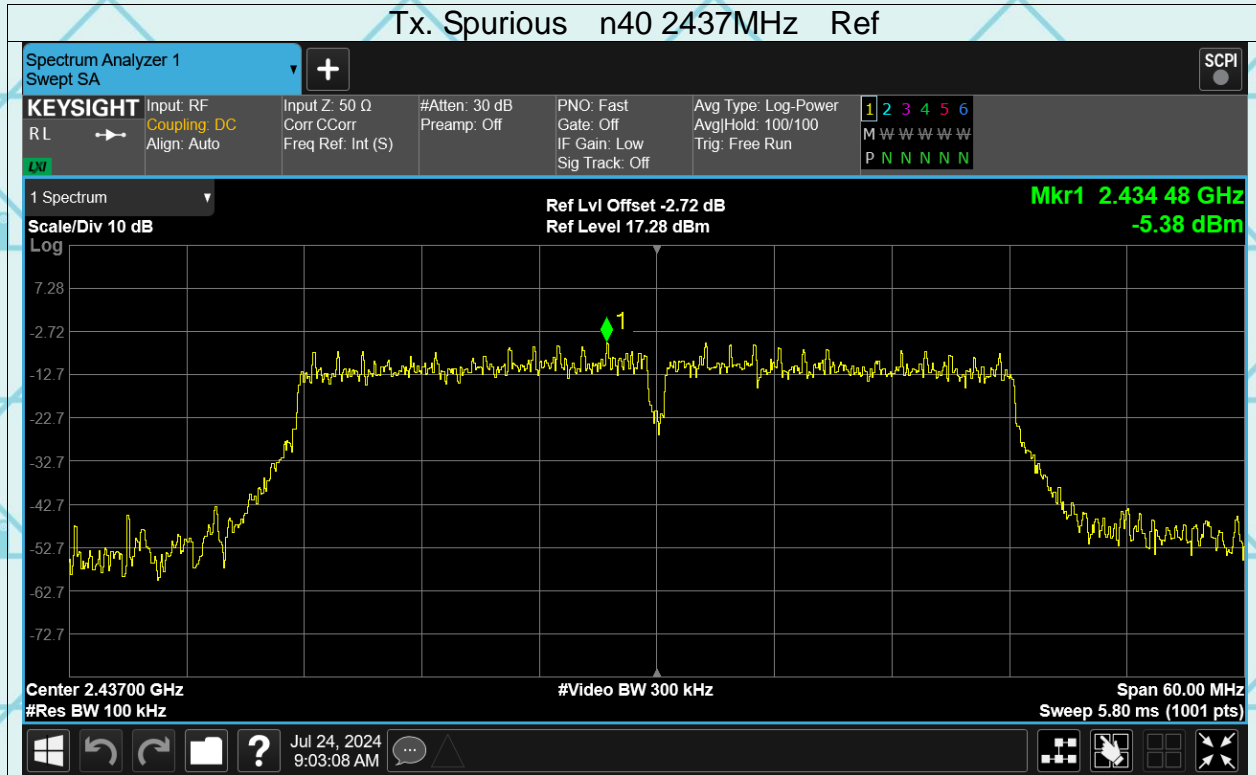 Tx. Spurious n40 2437MHz Ref
Spectrum Analyzer 1
Swept SA
SCPI
KEYSIGHT
RL
LXI
Input: RF
Coupling: DC
Align: Auto
Input Z: 50 Ω
Corr CCorr
Freq Ref: Int (S)
#Atten: 30 dB
Preamp: Off
PNO: Fast
Gate: Off
IF Gain: Low
Sig Track: Off
Avg Type: Log-Power
Avg|Hold: 100/100
Trig: Free Run
1 2 3 4 5 6
M W W W W W
P N N N N N
1 Spectrum
Scale/Div 10 dB
Ref Lvl Offset -2.72 dB
Ref Level 17.28 dBm
Mkr1 2.434 48 GHz
-5.38 dBm
Log
7.28
-2.72
-12.7
-22.7
-32.7
-42.7
-52.7
-62.7
-72.7
1
Center 2.43700 GHz
#Res BW 100 kHz
#Video BW 300 kHz
Span 60.00 MHz
Sweep 5.80 ms (1001 pts)
?
Jul 24, 2024
9:03:08 AM